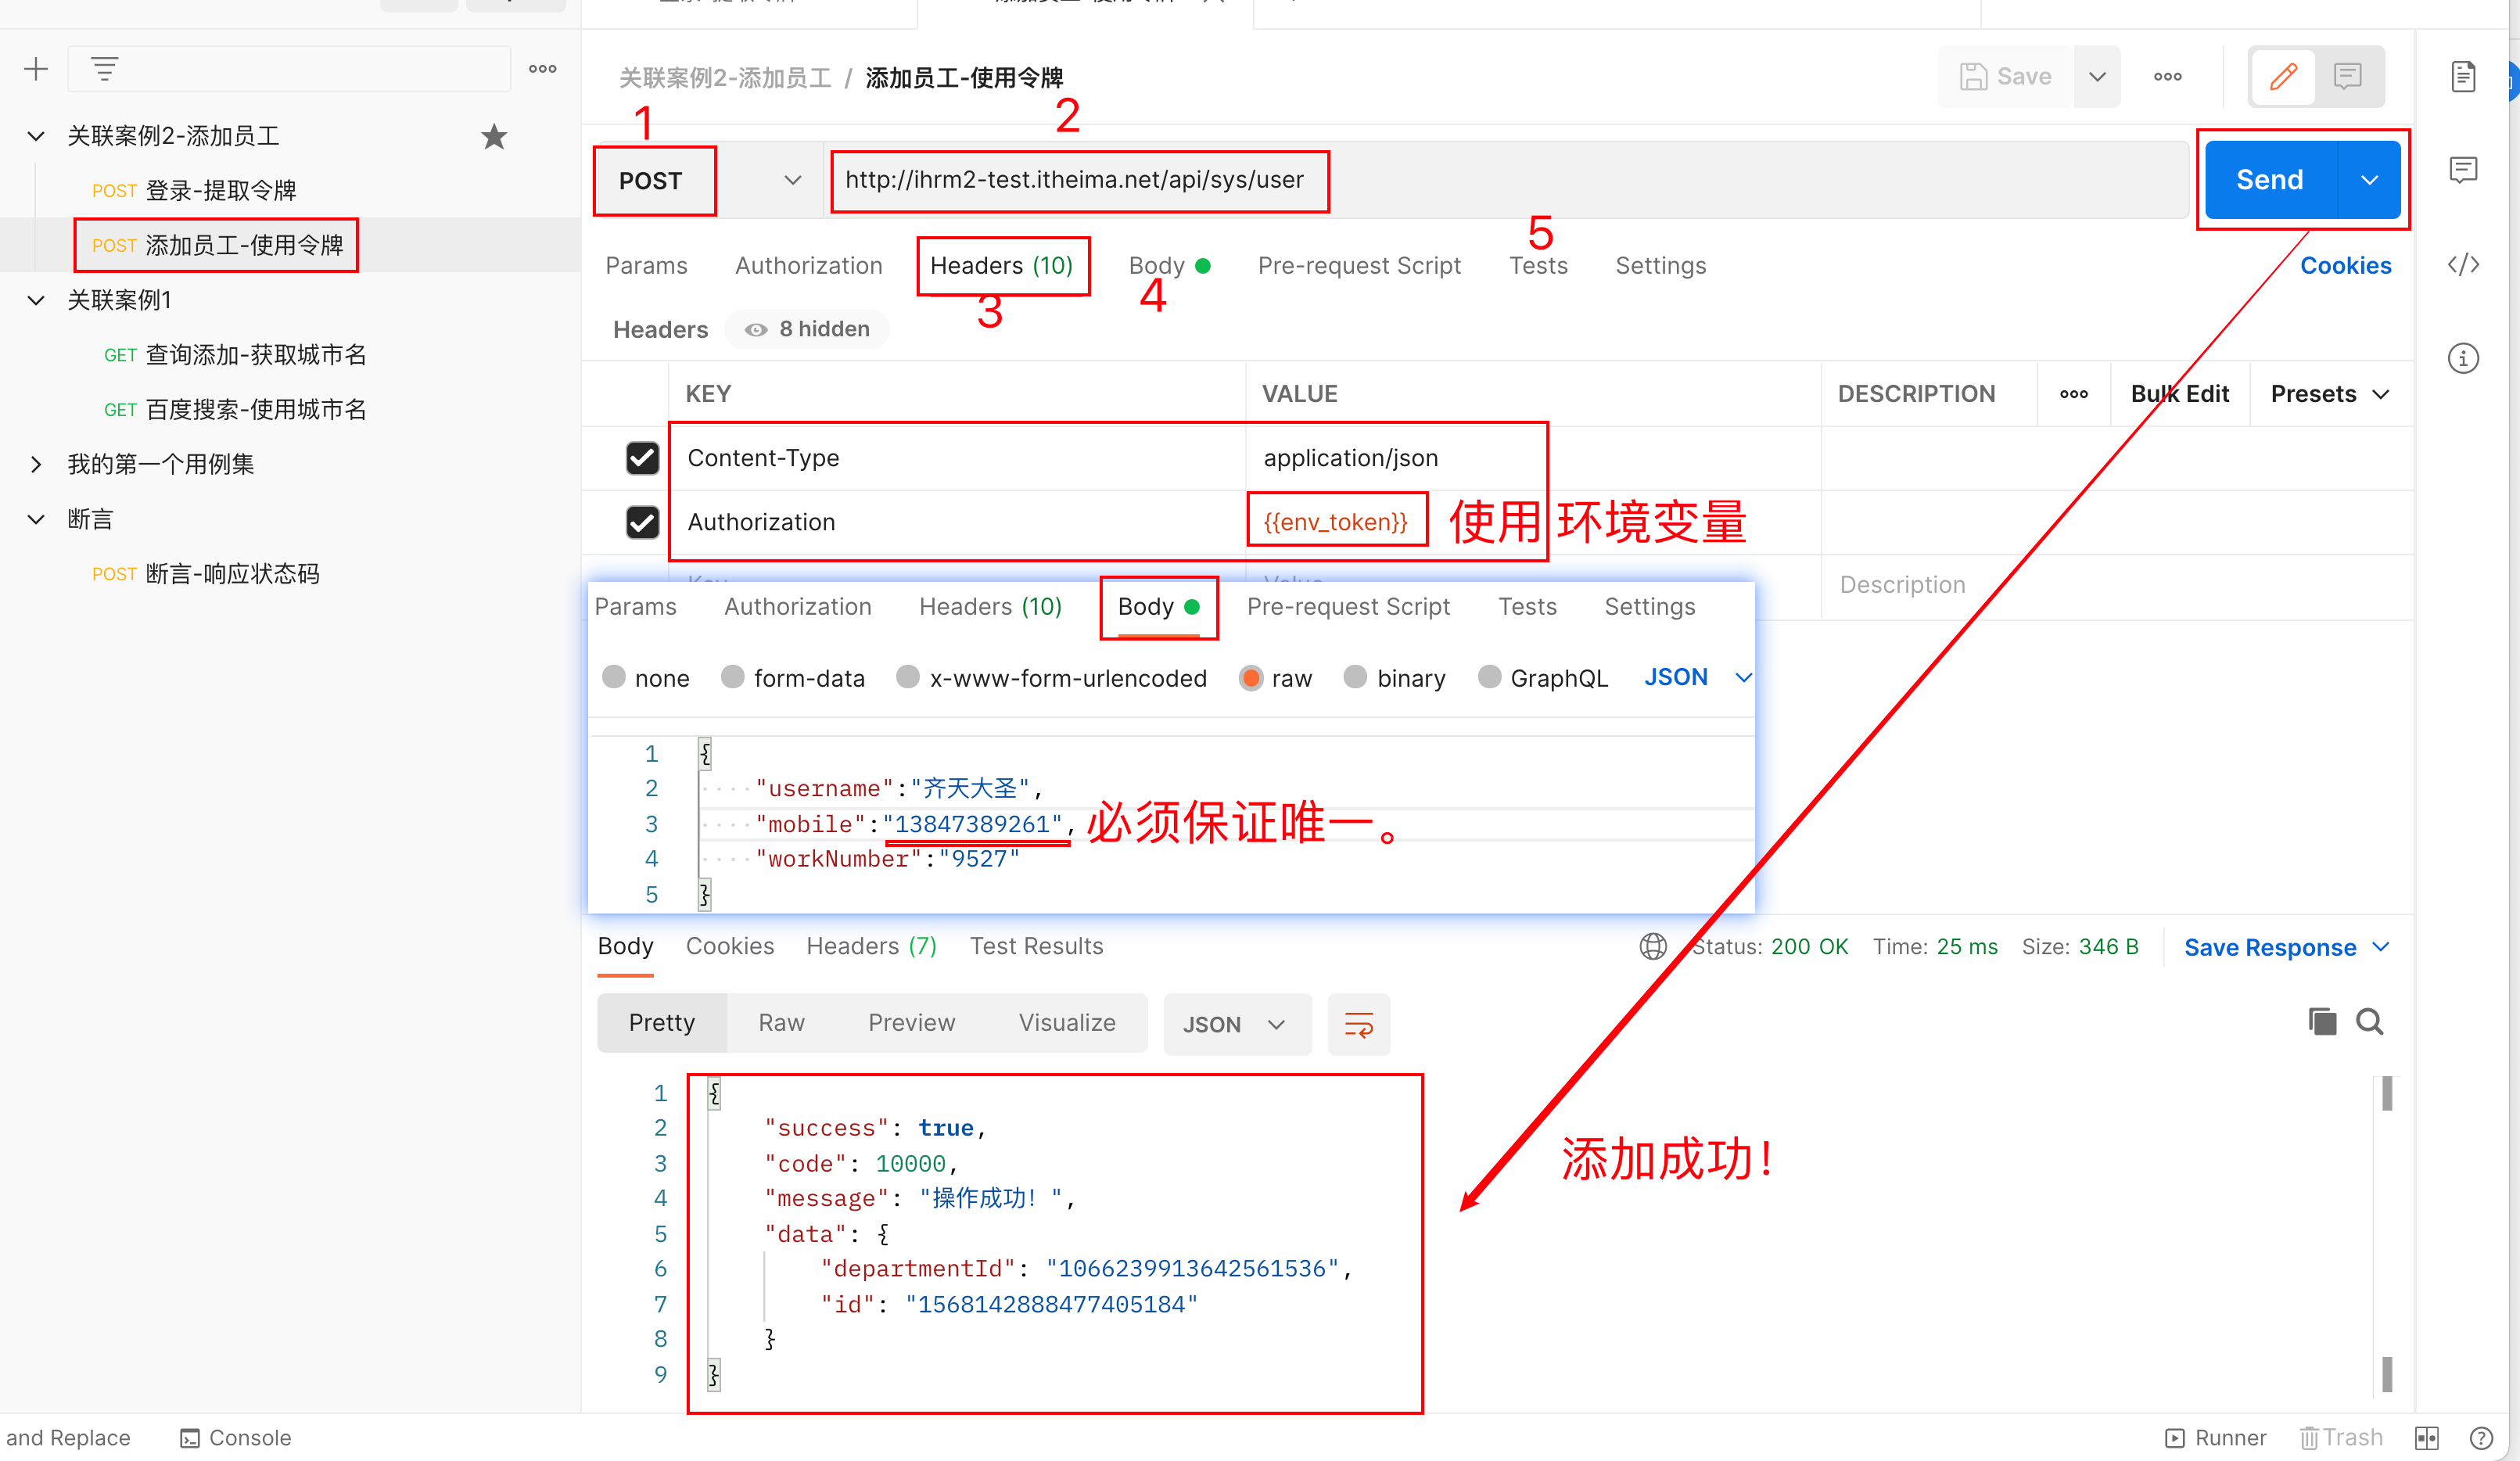 关联案例2-添加员工
POST 登录-提取令牌
POST 添加员工-使用令牌
关联案例1
GET 查询添加-获取城市名
GET 百度搜索-使用城市名
我的第一个用例集
断言
POST 断言-响应状态码
关联案例2-添加员工 / 添加员工-使用令牌
Save
1
2
POST
http://ihrm2-test.itheima.net/api/sys/user
Send
5
Params Authorization Headers (10) Body Pre-request Script Tests Settings
Cookies
3
4
Headers 8 hidden
KEY VALUE DESCRIPTION Bulk Edit Presets
Content-Type application/json
Authorization {{env_token}} 使用 环境变量
Description
Params Authorization Headers (10) Body Pre-request Script Tests Settings
none form-data x-www-form-urlencoded raw binary GraphQL JSON
1 {
2 "username":"齐天大圣",
3 "mobile":"13847389261", 必须保证唯一。
4 "workNumber":"9527"
5 }
Body Cookies Headers (7) Test Results
Status: 200 OK Time: 25 ms Size: 346 B Save Response
Pretty Raw Preview Visualize JSON
1 {
2 "success": true,
3 "code": 10000,
4 "message": "操作成功！",
5 "data": {
6 "departmentId": "1066239913642561536",
7 "id": "1568142888477405184"
8 }
9 }
添加成功！
and Replace Console Runner Trash